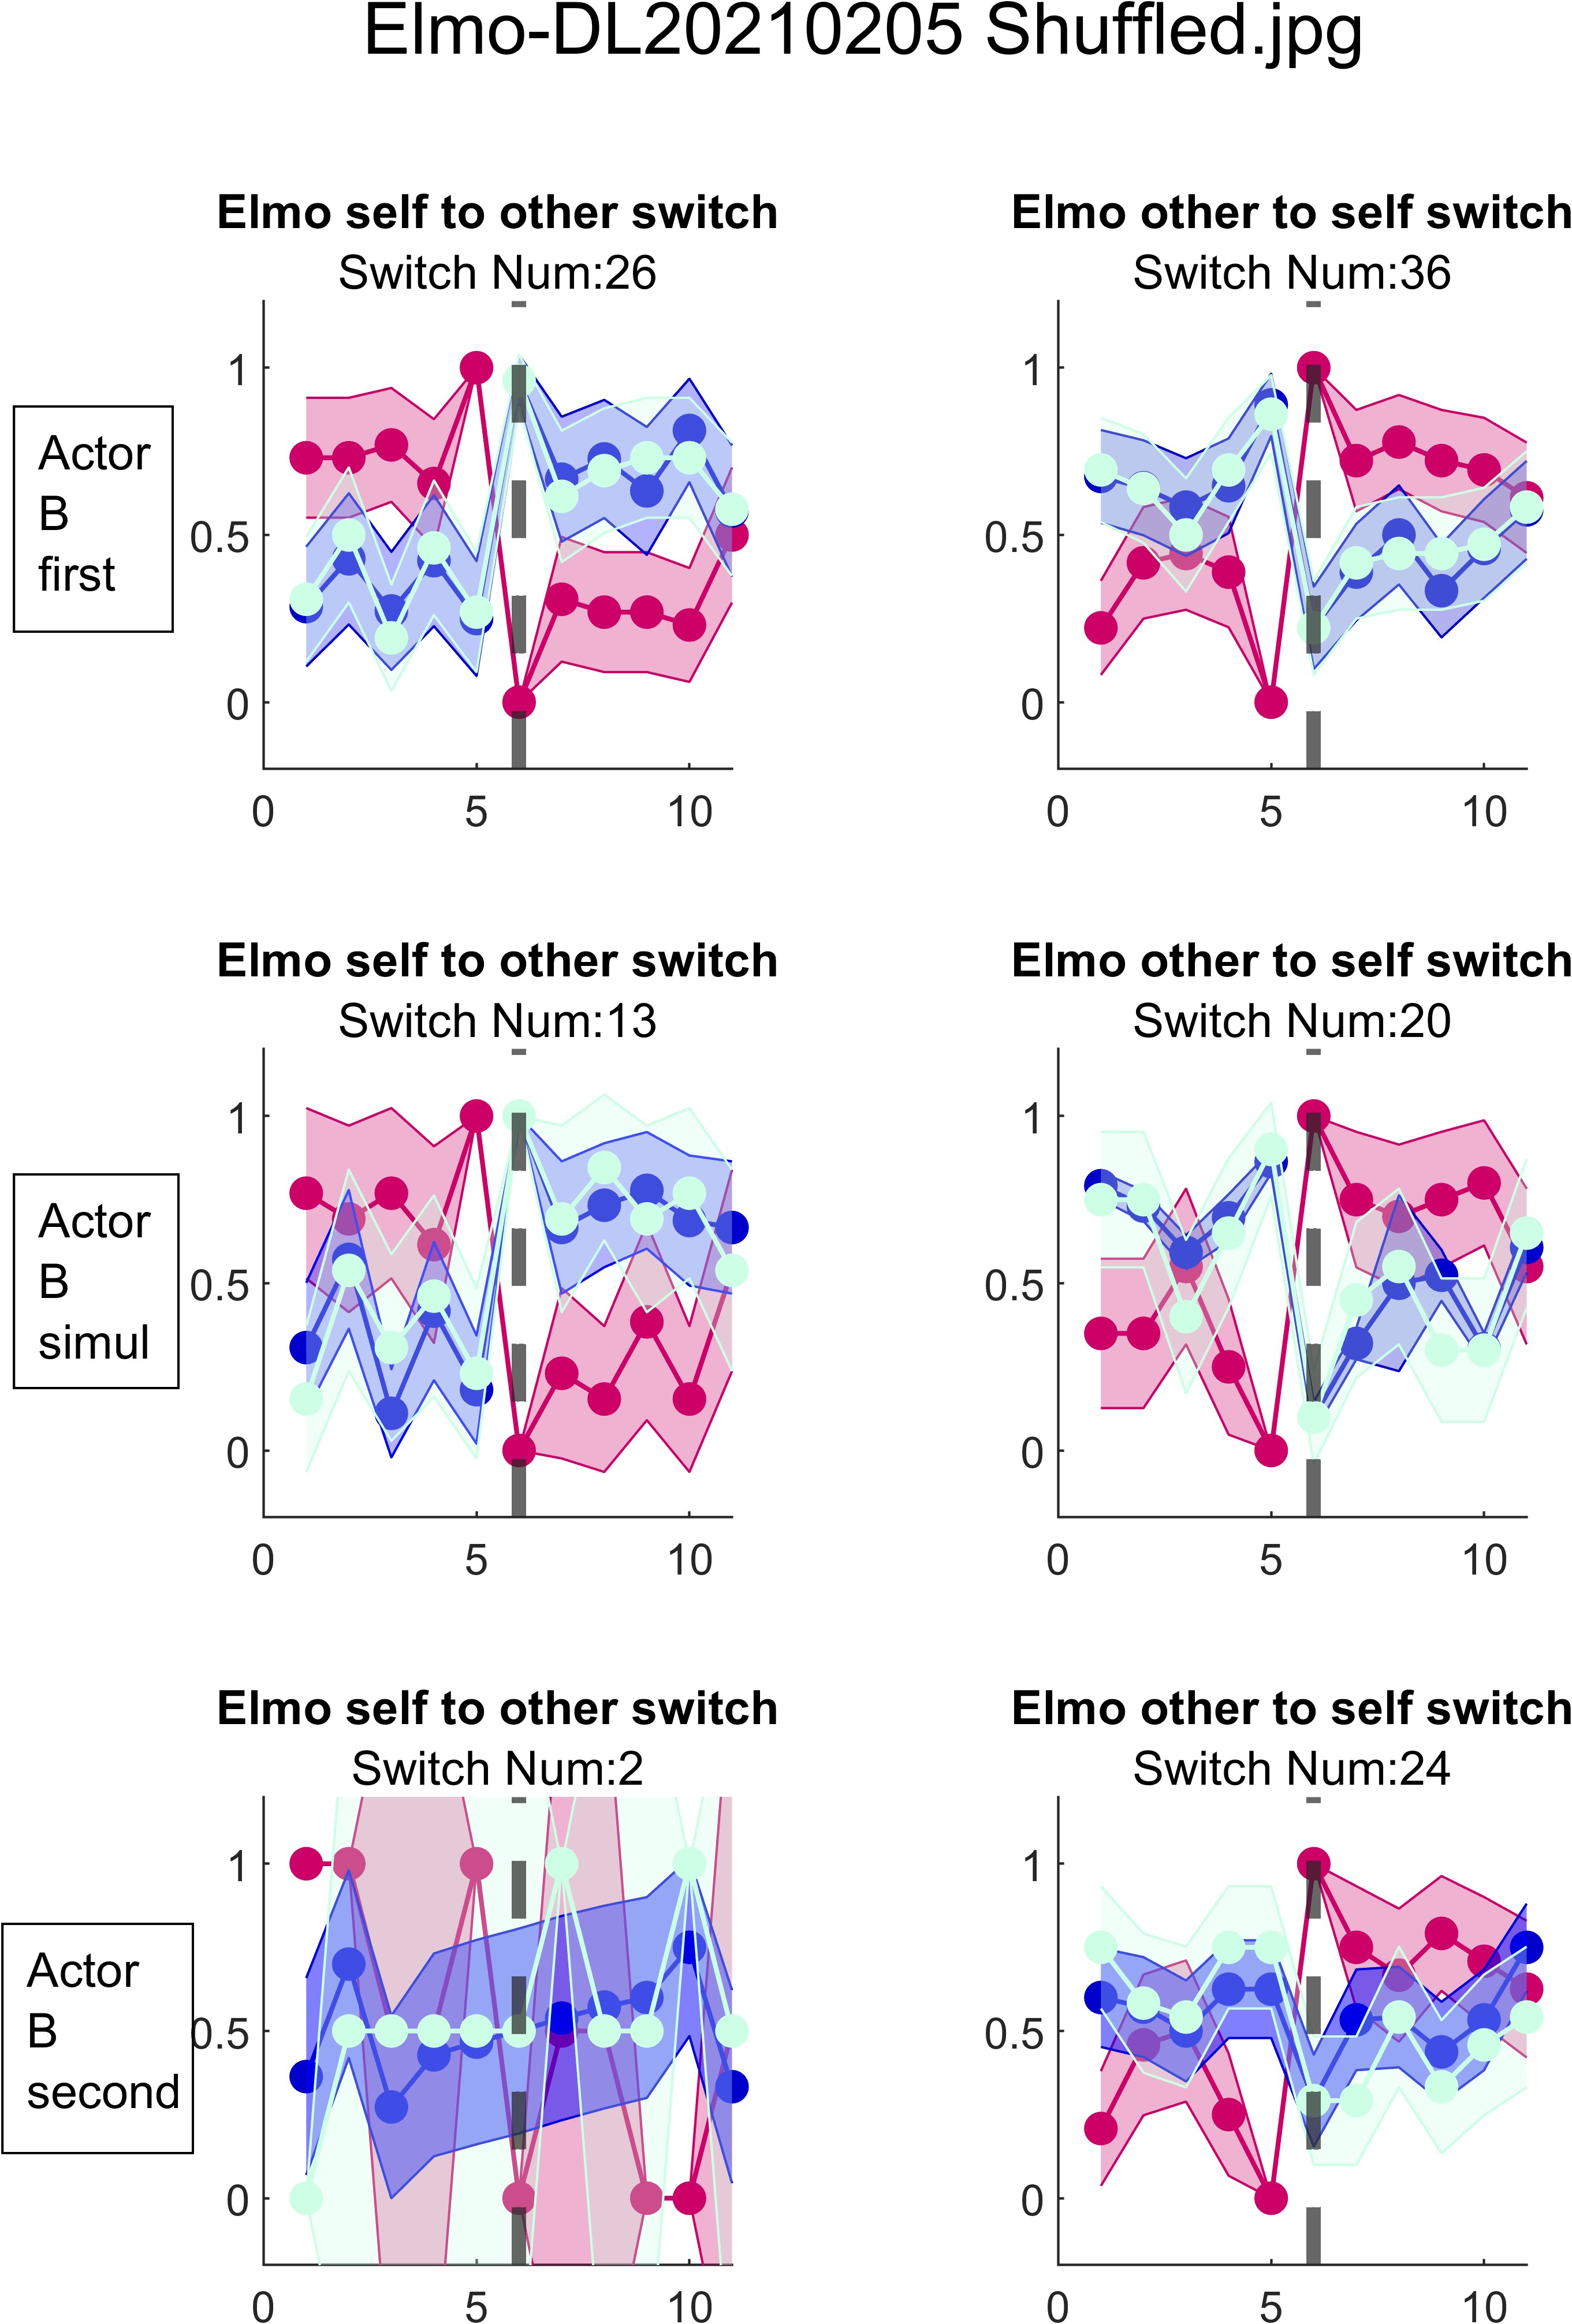 Elmo-DL20210205 Shuffled.jpg
Elmo self to other switch
Switch Num:26
1
0.5
0
0
5
10
Elmo other to self switch
Switch Num:36
1
0.5
0
0
5
10
Actor
B
first
Elmo self to other switch
Switch Num:13
1
0.5
0
0
5
10
Elmo other to self switch
Switch Num:20
1
0.5
0
0
5
10
Actor
B
simul
Elmo self to other switch
Switch Num:2
1
0.5
0
0
5
10
Elmo other to self switch
Switch Num:24
1
0.5
0
0
5
10
Actor
B
second